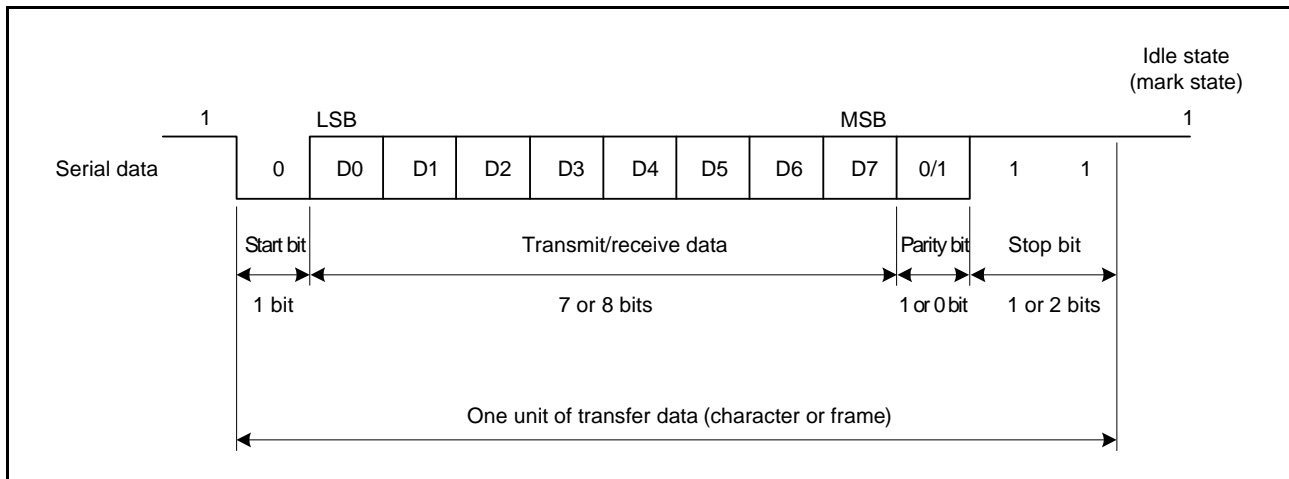 Idle state
(mark state)
1 LSB MSB 1
Serial data 0 D0 D1 D2 D3 D4 D5 D6 D7 0/1 1 1
Start bit Transmit/receive data Parity bit Stop bit
1 bit 7 or 8 bits 1 or 0 bit 1 or 2 bits
One unit of transfer data (character or frame)